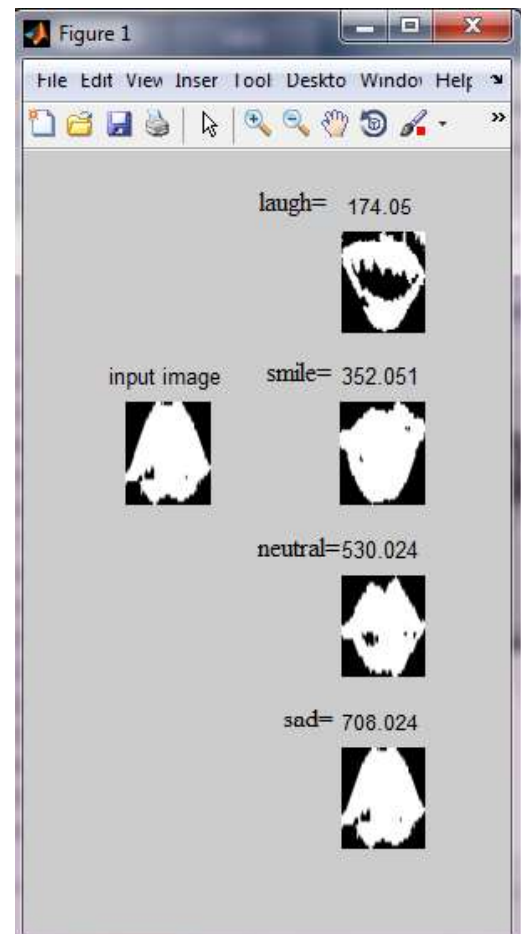 Figure 1
File Edit View Inser Tool Deskto Window Help
laugh= 174.05
input image
smile= 352.051
neutral=530.024
sad= 708.024